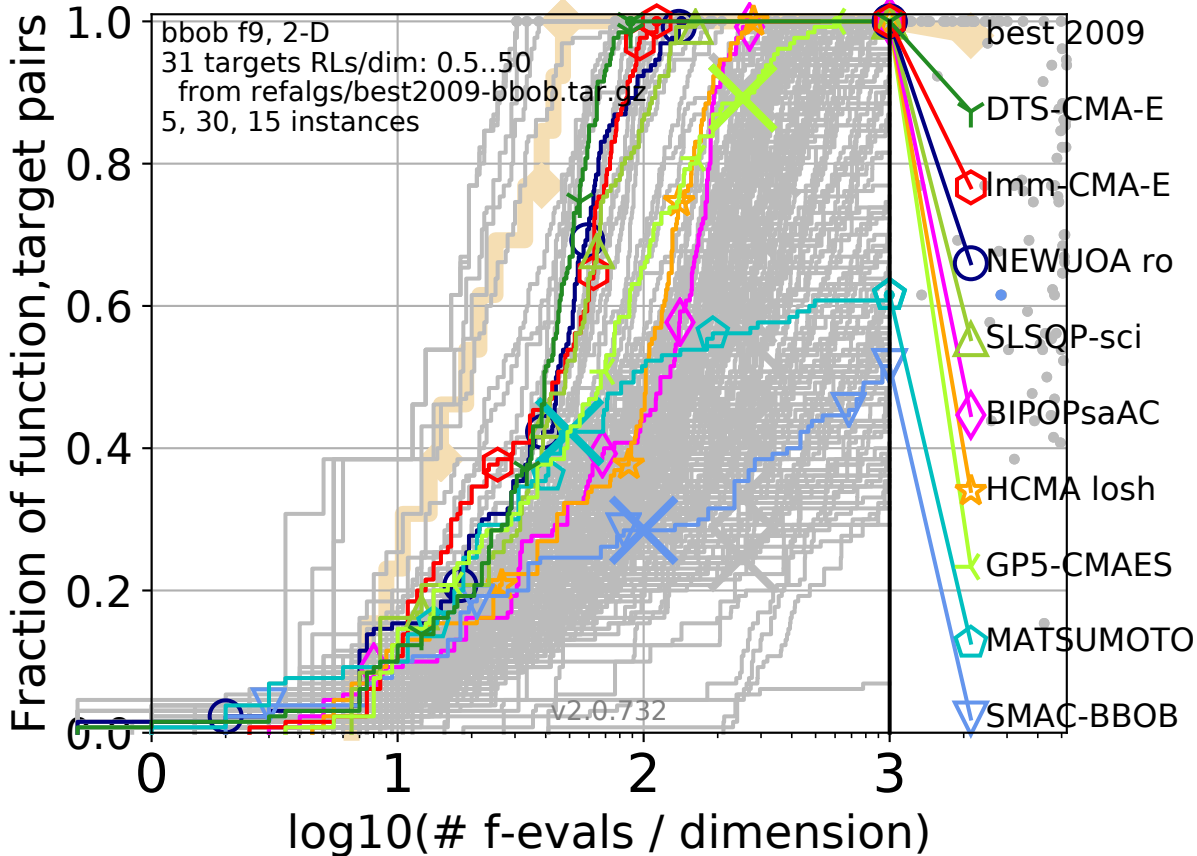 bbob f9, 2-D
31 targets RLs/dim: 0.5..50
from refalgs/best2009-bbob.tar.gz
5, 30, 15 instances
Fraction of function,target pairs
1.0
0.8
0.6
0.4
0.2
0.0
0
1
2
3
log10(# f-evals / dimension)
v2.0.732
best 2009
DTS-CMA-E
lmm-CMA-E
NEWUOA ro
SLSQP-sci
BIPOPsaAC
HCMA losh
GP5-CMAES
MATSUMOTO
SMAC-BBOB